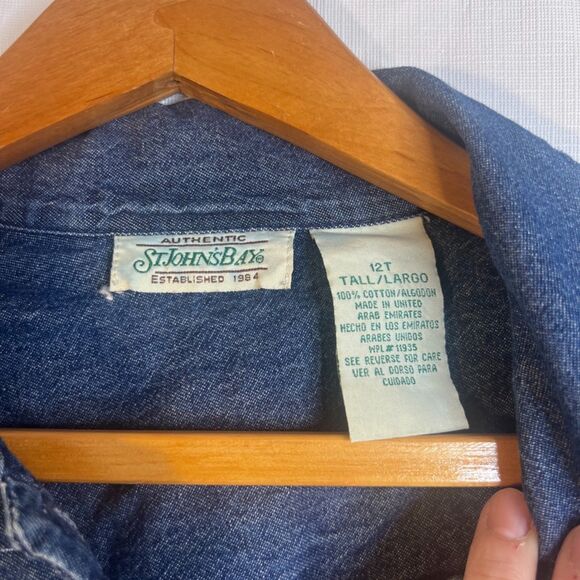 AUTHENTIC
ST. JOHN'S BAY®
ESTABLISHED 1984
12T
TALL/LARGO
100% COTTON/ALGODON
MADE IN UNITED
ARAB EMIRATES
HECHO EN LOS EMIRATOS
ARABES UNIDOS
WPL# 11935
SEE REVERSE FOR CARE
VER AL DORSO PARA
CUIDADO